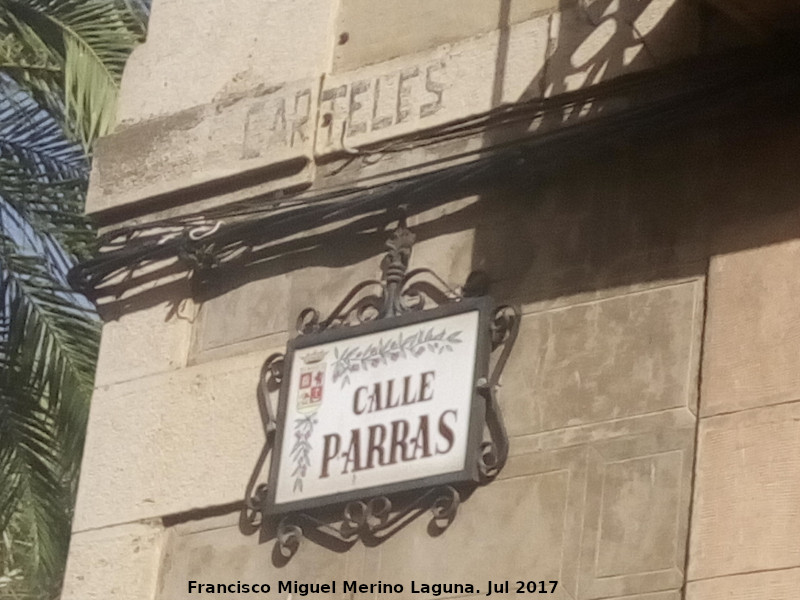 CARTELES
CALLE
PARRAS
Francisco Miguel Merino Laguna. Jul 2017